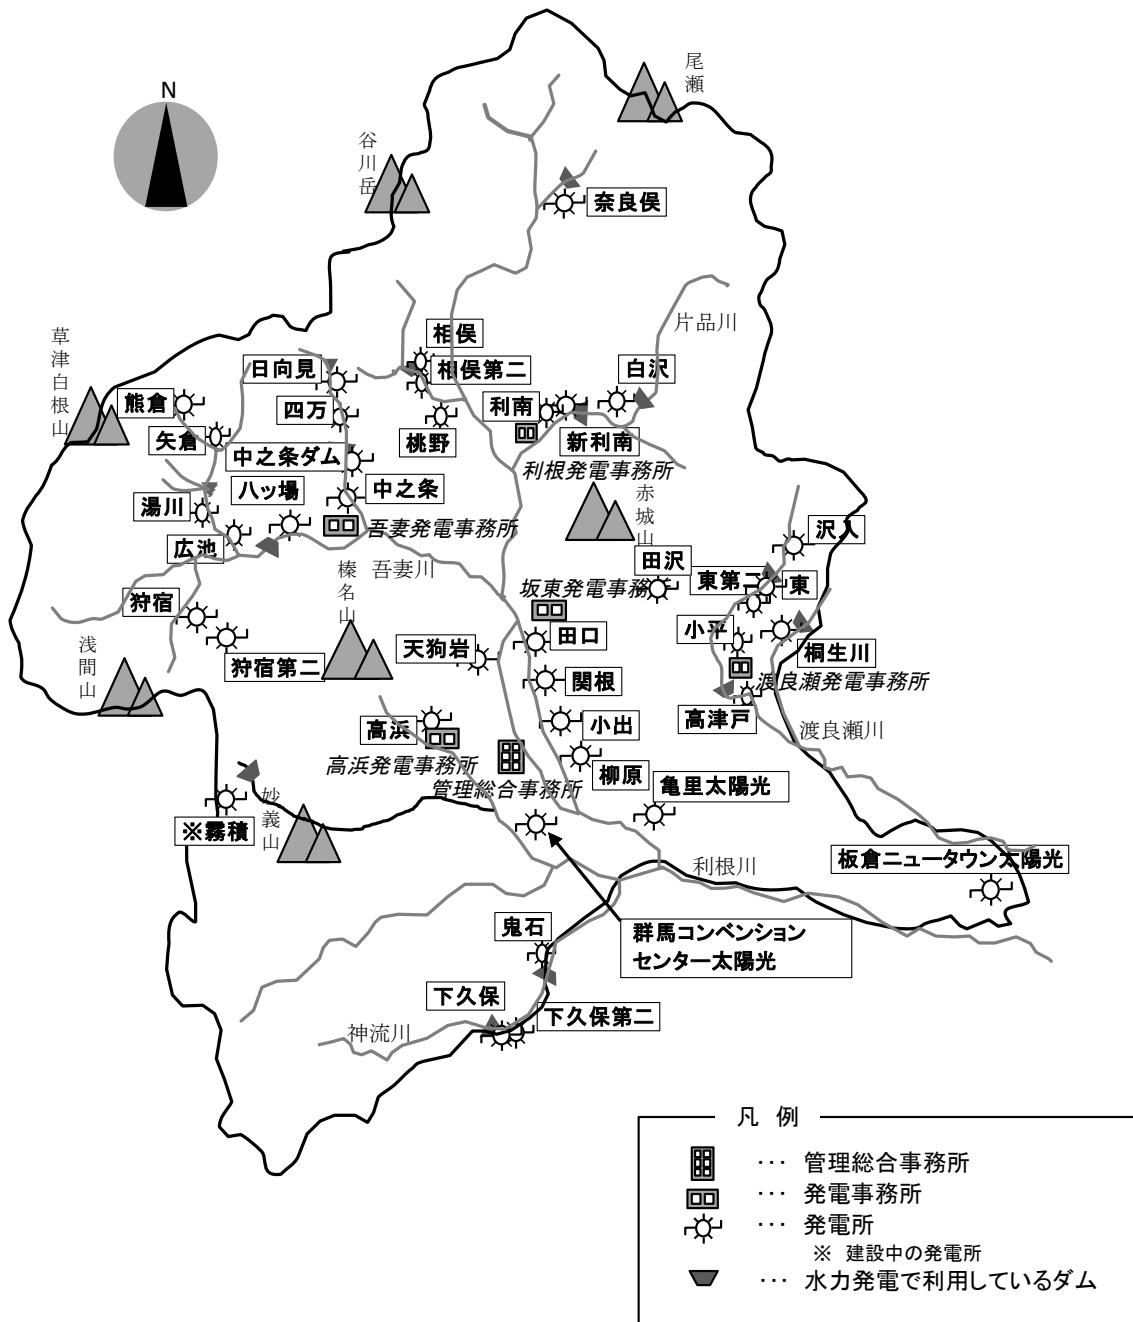 N
尾瀬
谷川岳
奈良俣
片品川
草津白根山
相俣
日向見
相俣第二
白沢
熊倉
四万
利南
矢倉
桃野
新利南
中之条ダム
利根発電事務所
八ッ場
中之条
湯川
赤城山
吾妻発電事務所
沢入
広池
榛名山
吾妻川
田沢
東第二
東
坂東発電事務所
狩宿
浅間山
田口
小平
桐生川
狩宿第二
天狗岩
関根
渡良瀬発電事務所
高浜
小出
高津戸
渡良瀬川
高浜発電事務所
管理総合事務所
柳原
亀里太陽光
妙義山
※霧積
板倉ニュータウン太陽光
利根川
鬼石
群馬コンベンション
センター太陽光
下久保
下久保第二
神流川
凡 例
・・・ 管理総合事務所
・・・ 発電事務所
・・・ 発電所
※ 建設中の発電所
・・・ 水力発電で利用しているダム